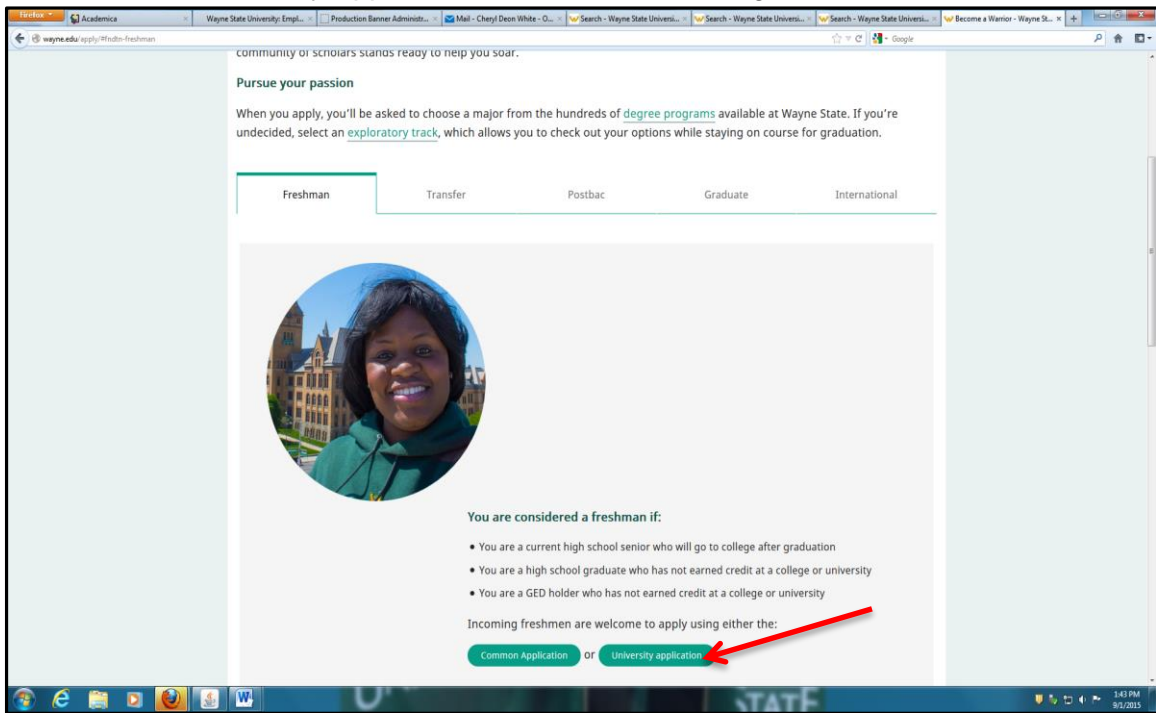 Firefox
Academica
Wayne State University: Empl...
Production Banner Administr...
Mail - Cheryl Deon White - O...
Search - Wayne State Universi...
Search - Wayne State Universi...
Search - Wayne State Universi...
Become a Warrior - Wayne St...
wayne.edu/apply/#fndtn-freshman
Google
community of scholars stands ready to help you soar.
Pursue your passion
When you apply, you'll be asked to choose a major from the hundreds of degree programs available at Wayne State. If you're
undecided, select an exploratory track, which allows you to check out your options while staying on course for graduation.
Freshman
Transfer
Postbac
Graduate
International
You are considered a freshman if:
• You are a current high school senior who will go to college after graduation
• You are a high school graduate who has not earned credit at a college or university
• You are a GED holder who has not earned credit at a college or university
Incoming freshmen are welcome to apply using either the:
Common Application or University application
1:43 PM
9/1/2015